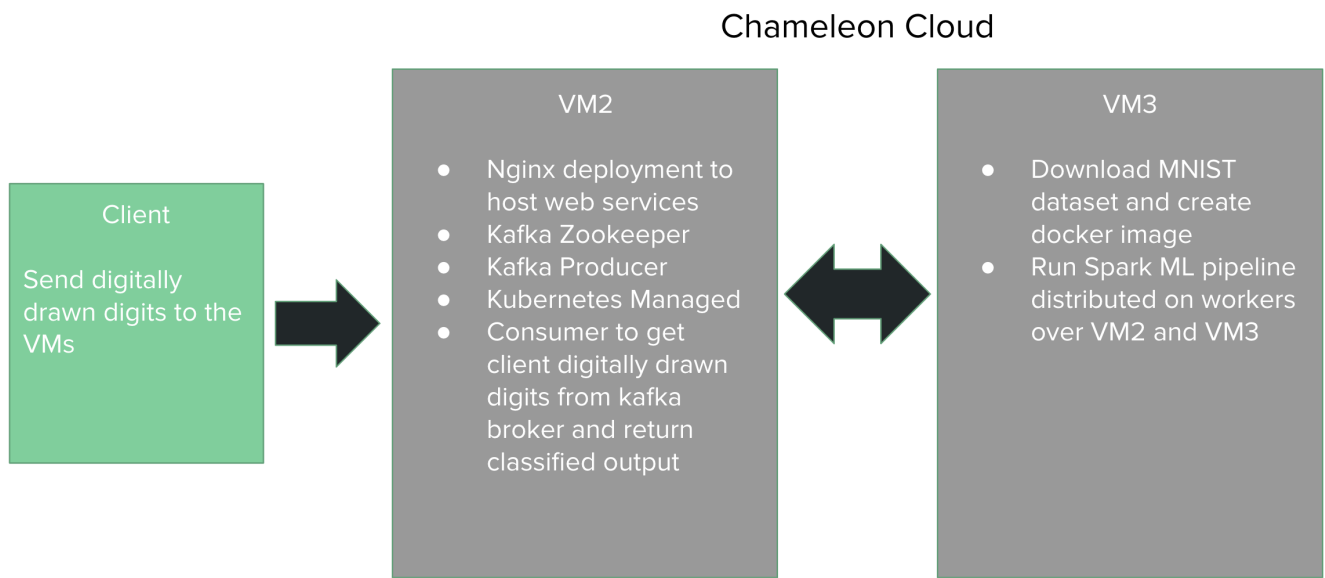 Chameleon Cloud
Client
Send digitally
drawn digits to the
VMs
VM2
● Nginx deployment to
host web services
● Kafka Zookeeper
● Kafka Producer
● Kubernetes Managed
● Consumer to get
client digitally drawn
digits from kafka
broker and return
classified output
VM3
● Download MNIST
dataset and create
docker image
● Run Spark ML pipeline
distributed on workers
over VM2 and VM3